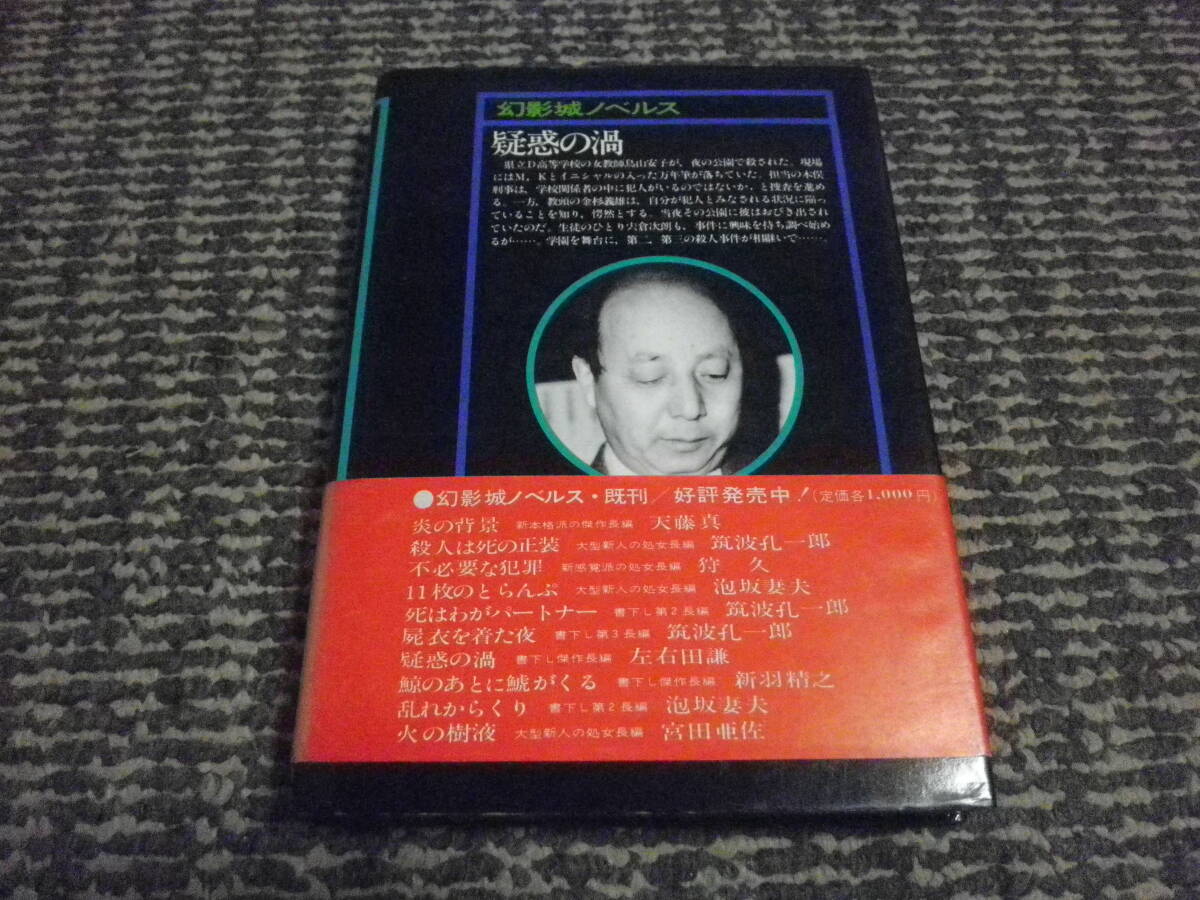 幻影城ノベルス
疑惑の渦
県立D高等学校の女教師鳥山安子が、夜の公園で殺された。現場
にはM，Kとイニシャルの入った万年筆が落ちていた。担当の木俣
刑事は、学校関係者の中に犯人がいるのではないか、と捜査を進め
る。一方、教頭の金杉義雄は、自分が犯人とみなされる状況に陥っ
ていることを知り、愕然とする。当夜その公園に彼はおびき出され
ていたのだ。生徒のひとり宍倉次朗も、事件に興味を持ち調べ始め
るが……。学園を舞台に、第二、第三の殺人事件が相継いで……。
●幻影城ノベルス・既刊／好評発売中！(定価各1,000円)
炎の背景 新本格派の傑作長編 天藤真
殺人は死の正装 大型新人の処女長編 筑波孔一郎
不必要な犯罪 新感覚派の処女長編 狩 久
11枚のとらんぷ 大型新人の処女長編 泡坂妻夫
死はわがパートナー 書下し第2長編 筑波孔一郎
屍衣を着た夜 書下し第3長編 筑波孔一郎
疑惑の渦 書下し傑作長編 左右田謙
鯨のあとに鯱がくる 書下し傑作長編 新羽精之
乱れからくり 書下し第2長編 泡坂妻夫
火の樹液 大型新人の処女長編 宮田亜佐